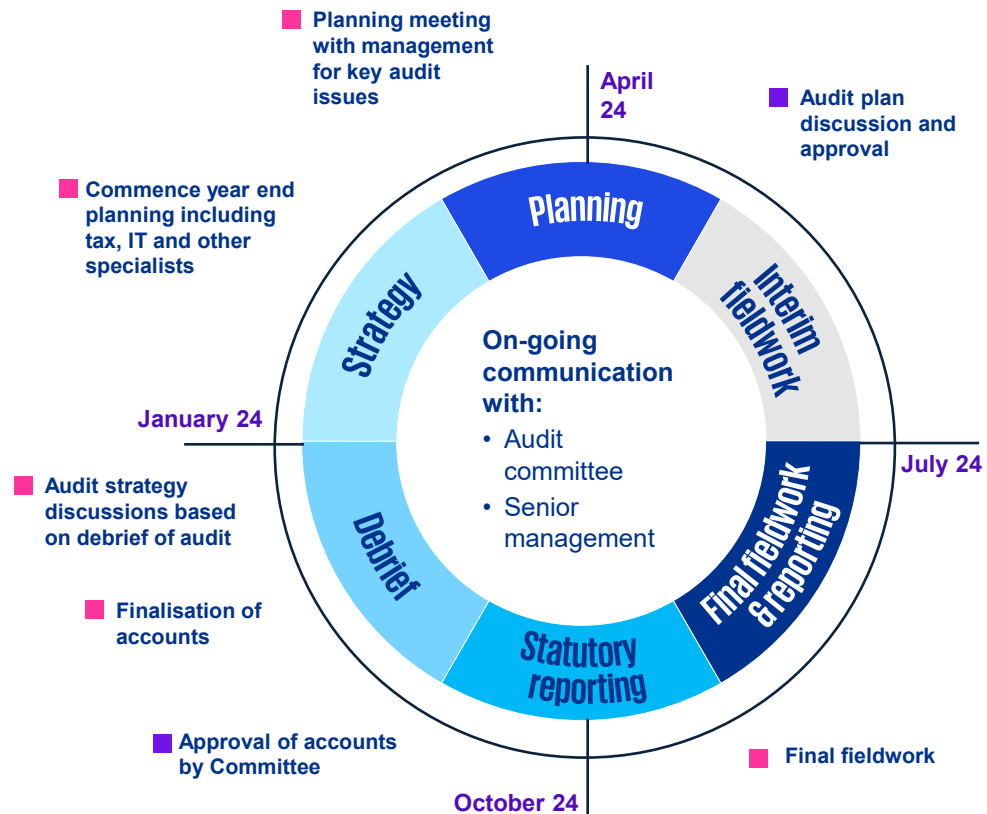 Planning meeting
with management
for key audit
issues
April
24
Audit plan
discussion and
approval
Commence year end
planning including
tax, IT and other
specialists
Planning
Interim
fieldwork
Strategy
On-going
communication
with:
• Audit
committee
• Senior
management
January 24
July 24
Audit strategy
discussions based
on debrief of audit
Debrief
Final fieldwork
& reporting
Finalisation of
accounts
Statutory
reporting
Approval of accounts
by Committee
Final fieldwork
October 24